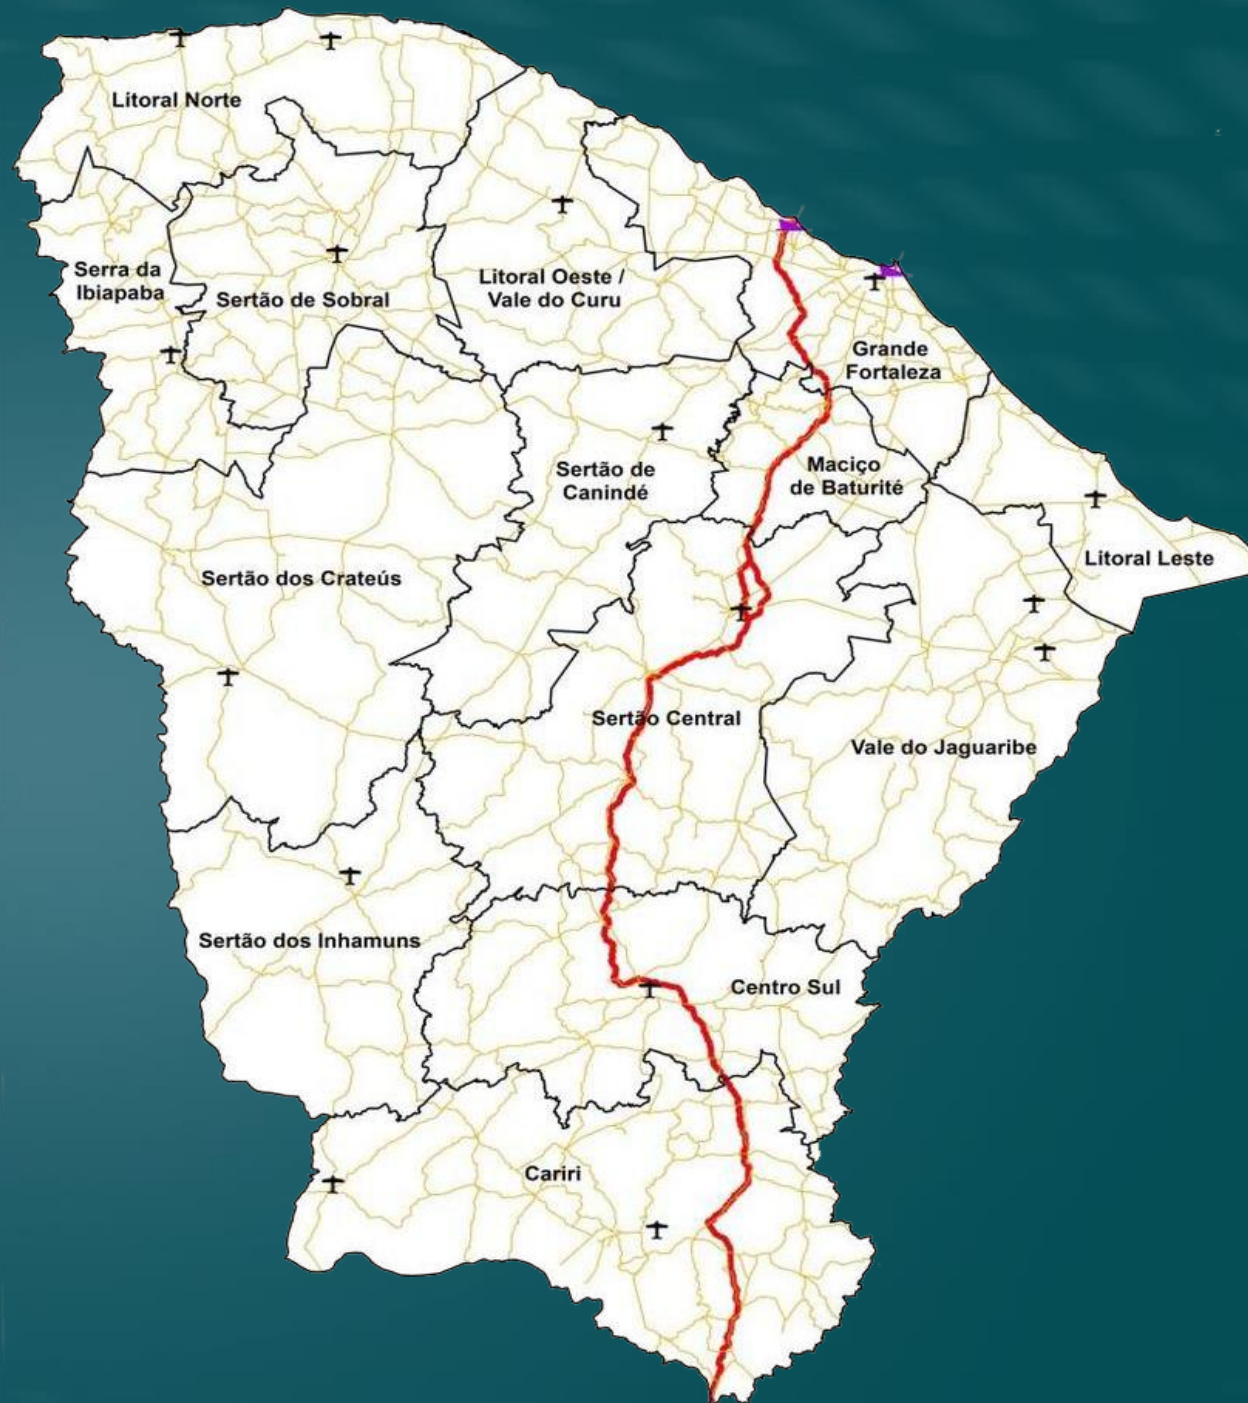 Litoral Norte
Serra da
Ibiapaba
Sertão de Sobral
Litoral Oeste /
Vale do Curu
Grande
Fortaleza
Sertão de
Canindé
Maciço
de Baturité
Litoral Leste
Sertão dos Crateús
Sertão Central
Vale do Jaguaribe
Sertão dos Inhamuns
Centro Sul
Cariri